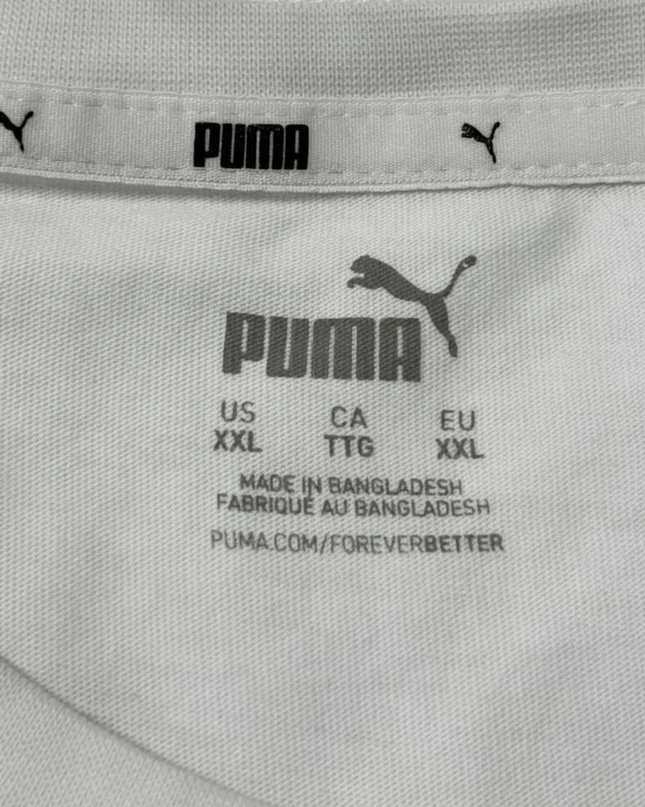 PUMA
PUMA
US CA EU
XXL TTG XXL
MADE IN BANGLADESH
FABRIQUÉ AU BANGLADESH
PUMA.COM/FOREVERBETTER